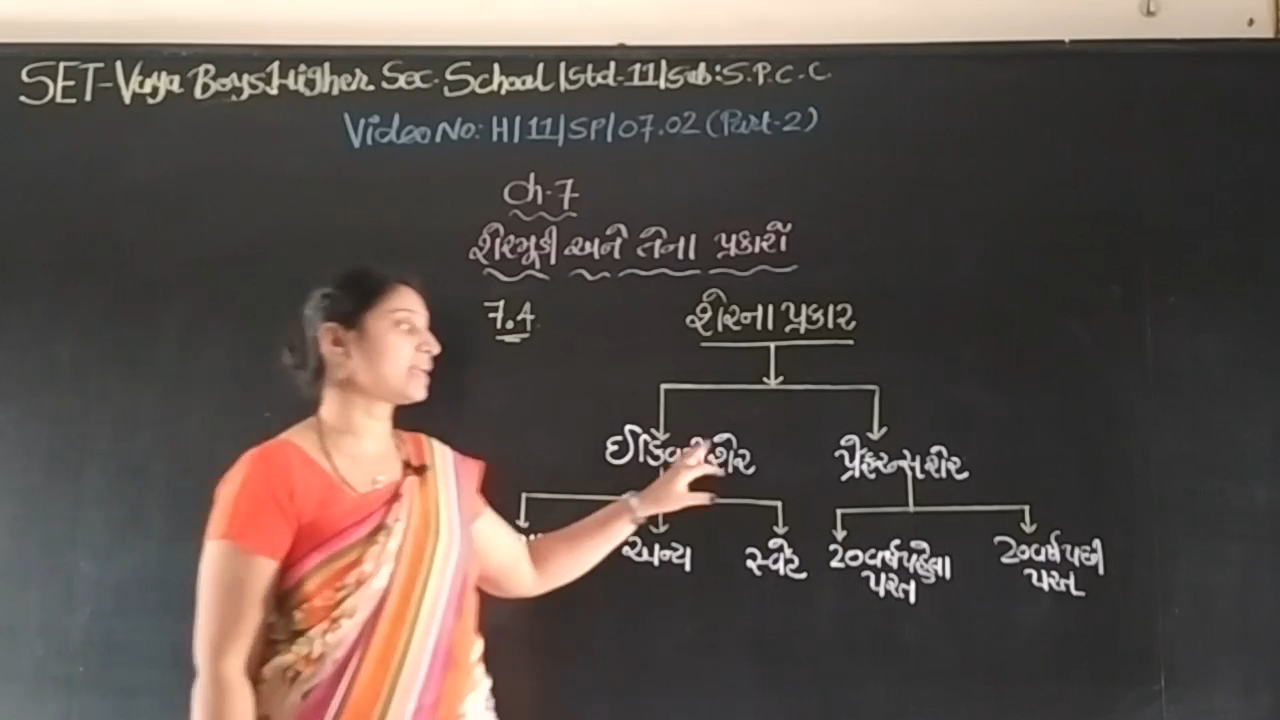 SET-Vidya Boys Higher Sec. School | Std-11 | Sub: S.P.C.C
Video No: H/11/SP/07.02 (Part-2)
Ch-7
શેરમૂડી અને તેના પ્રકારો
7.4
શેરના પ્રકાર
શેર પ્રેફરન્સ શેર
અન્ય સ્વેટ 20 વર્ષ પહેલા પરત 20 વર્ષ પછી પરત